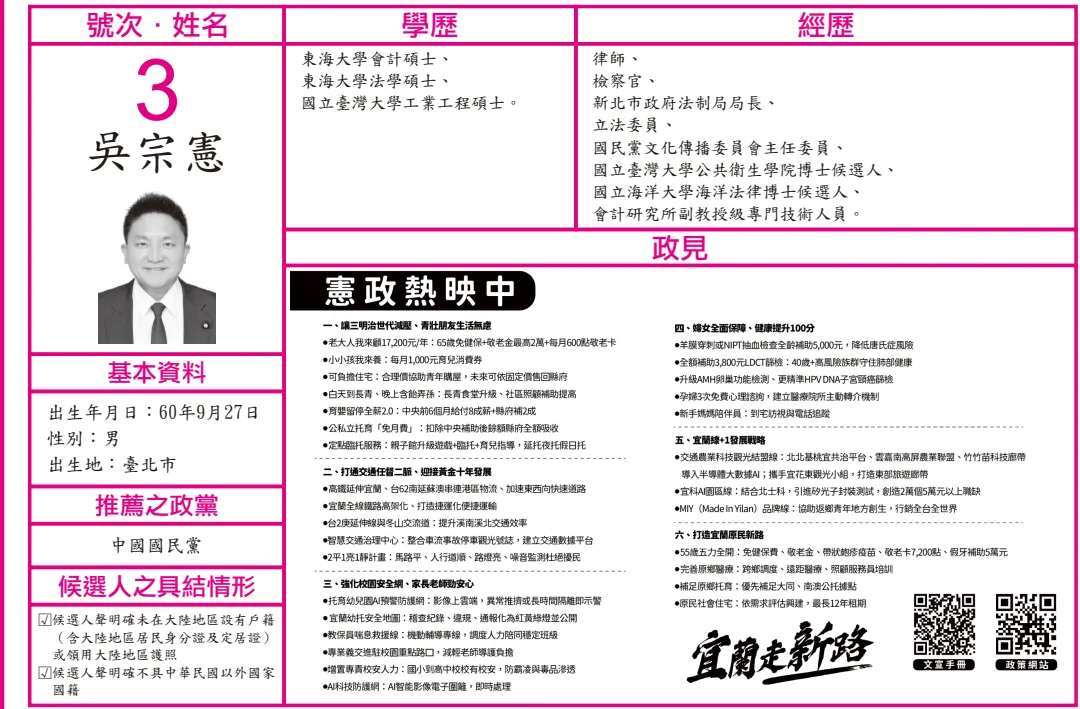 號次‧姓名
3
吳宗憲
基本資料
出生年月日：60年9月27日
性別：男
出生地：臺北市
推薦之政黨
中國國民黨
候選人之具結情形
☑候選人聲明確未在大陸地區設有戶籍
（含大陸地區居民身分證及定居證）
或領用大陸地區護照
☑候選人聲明確不具中華民國以外國家
國籍
學歷
東海大學會計碩士、
東海大學法學碩士、
國立臺灣大學工業工程碩士。
經歷
律師、
檢察官、
新北市政府法制局局長、
立法委員、
國民黨文化傳播委員會主任委員、
國立臺灣大學公共衛生學院博士候選人、
國立海洋大學海洋法律博士候選人、
會計研究所副教授級專門技術人員。
政見
憲政熱映中
一、讓三明治世代減壓、青壯朋友生活無慮
●老大人我來顧17,200元/年：65歲免健保+敬老金最高2萬+每月600點敬老卡
●小小孩我來養：每月1,000元育兒消費券
●可負擔住宅：合理價協助青年購屋，未來可依固定價售回縣府
●白天到長青、晚上含飴弄孫：長青食堂升級、社區照顧補助提高
●育嬰留停全薪2.0：中央前6個月給付8成薪+縣府補2成
●公私立托育「免月費」：扣除中央補助後餘額縣府全額吸收
●定點臨托服務：親子館升級遊戲+臨托+育兒指導，延托夜托假日托
二、打通交通任督二脈、迎接黃金十年發展
●高鐵延伸宜蘭、台62南延蘇澳串連港區物流、加速東西向快速道路
●宜蘭全線鐵路高架化、打造捷運化便捷運輸
●台2庚延伸線與冬山交流道：提升溪南溪北交通效率
●智慧交通治理中心：整合車流事故停車觀光號誌，建立交通數據平台
●2平1亮1靜計畫：馬路平、人行道順、路燈亮、噪音監測杜絕擾民
三、強化校園安全網、家長老師勁安心
●托育幼兒園AI預警防護網：影像上雲端，異常推擠或長時間隔離即示警
●宜蘭幼托安全地圖：稽查紀錄、違規、通報化為紅黃綠燈並公開
●教保員喘息救援線：機動輔導專線，調度人力陪同穩定班級
●專業義交進駐校園重點路口，減輕老師導護負擔
●增置專責校安人力：國小到高中校校有校安，防霸凌與毒品滲透
●AI科技防護網：AI智能影像電子圍籬，即時處理
四、婦女全面保障、健康提升100分
●羊膜穿刺或NIPT抽血檢查全齡補助5,000元，降低唐氏症風險
●全額補助3,800元LDCT篩檢：40歲+高風險族群守住肺部健康
●升級AMH卵巢功能檢測、更精準HPV DNA子宮頸癌篩檢
●孕婦3次免費心理諮詢，建立醫療院所主動轉介機制
●新手媽媽陪伴員：到宅訪視與電話追蹤
五、宜蘭線+1發展戰略
●交通農業科技觀光結盟線：北北基桃宜共治平台、雲嘉南高屏農業聯盟、竹竹苗科技廊帶
導入半導體大數據AI；攜手宜花東觀光小組，打造東部旅遊廊帶
●宜科AI園區線：結合北士科，引進矽光子封裝測試，創造2萬個5萬元以上職缺
●MIY（Made In Yilan）品牌線：協助返鄉青年地方創生，行銷全台全世界
六、打造宜蘭原民新路
●55歲五力全開：免健保費、敬老金、帶狀皰疹疫苗、敬老卡7,200點、假牙補助5萬元
●完善原鄉醫療：跨鄉調度、遠距醫療、照顧服務員培訓
●補足原鄉托育：優先補足大同、南澳公托據點
●原民社會住宅：依需求評估興建，最長12年租期
宜蘭走新路
文宣手冊
政策網站